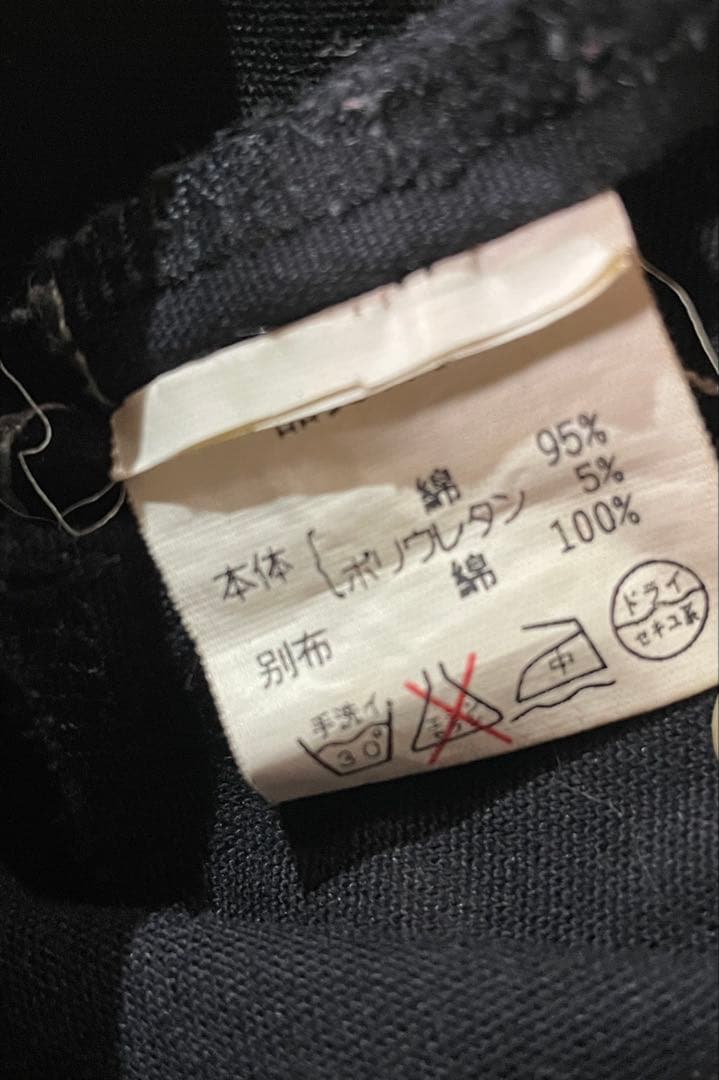 綿 95%
本体 { ポリウレタン 5%
別布 綿 100%
手洗イ 30°
中
ドライ セキユ系